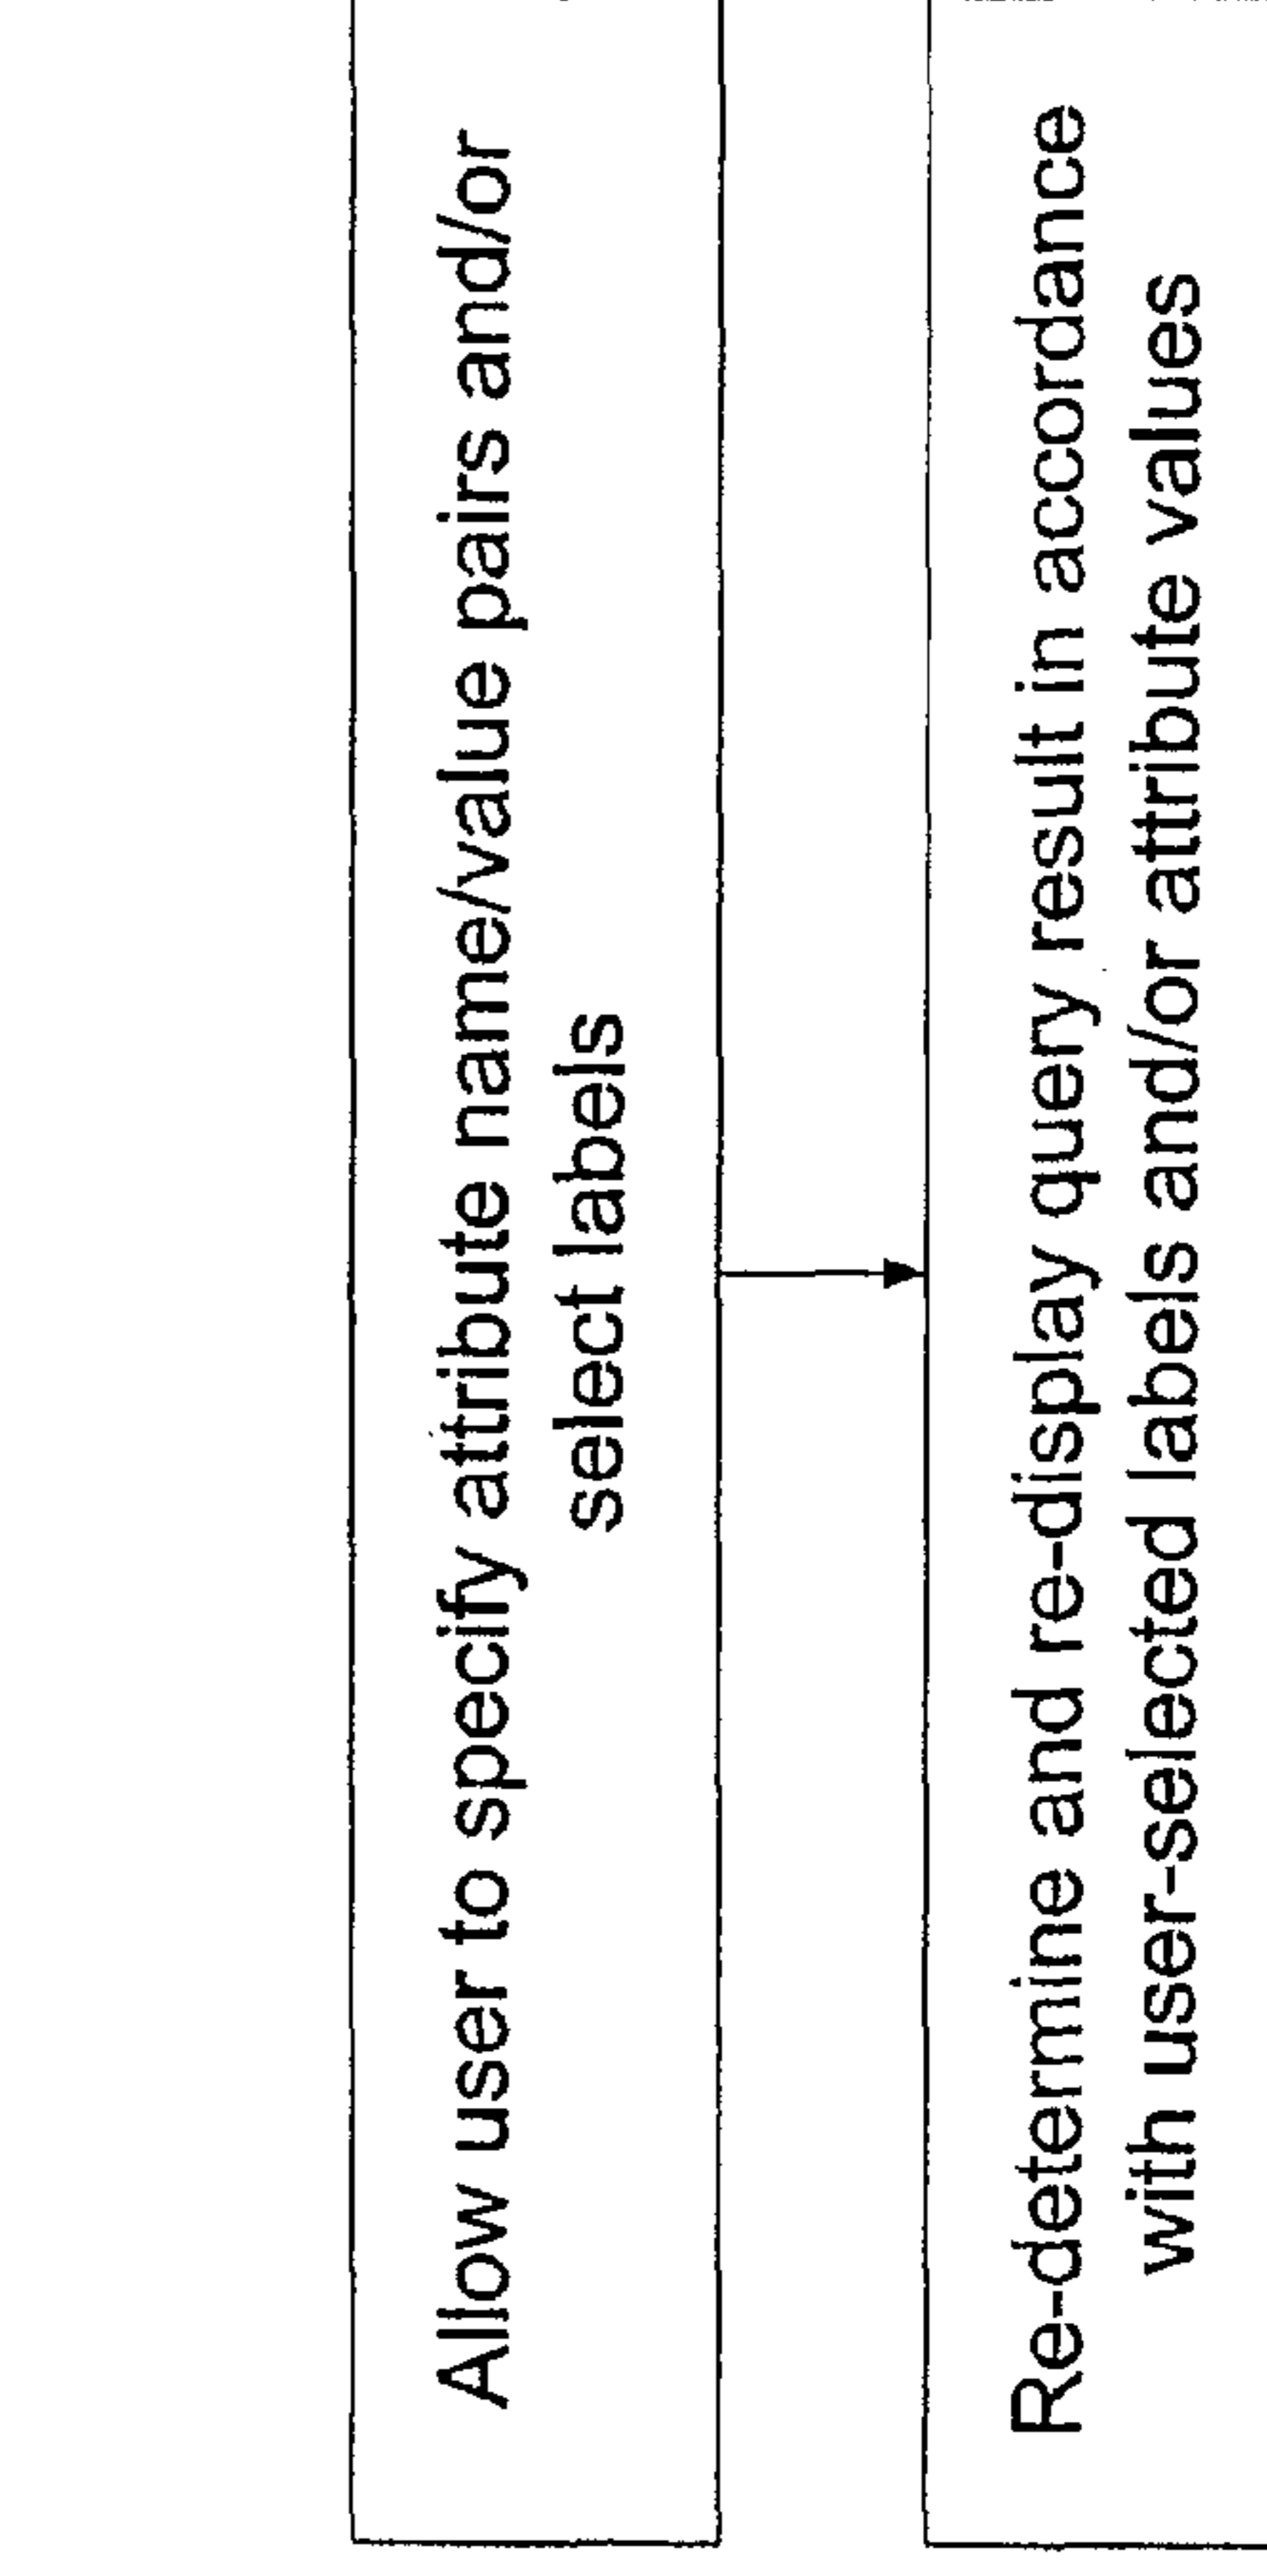 Allow user to specify attribute name/value pairs and/or
select labels
Re-determine and re-display query result in accordance
with user-selected labels and/or attribute values